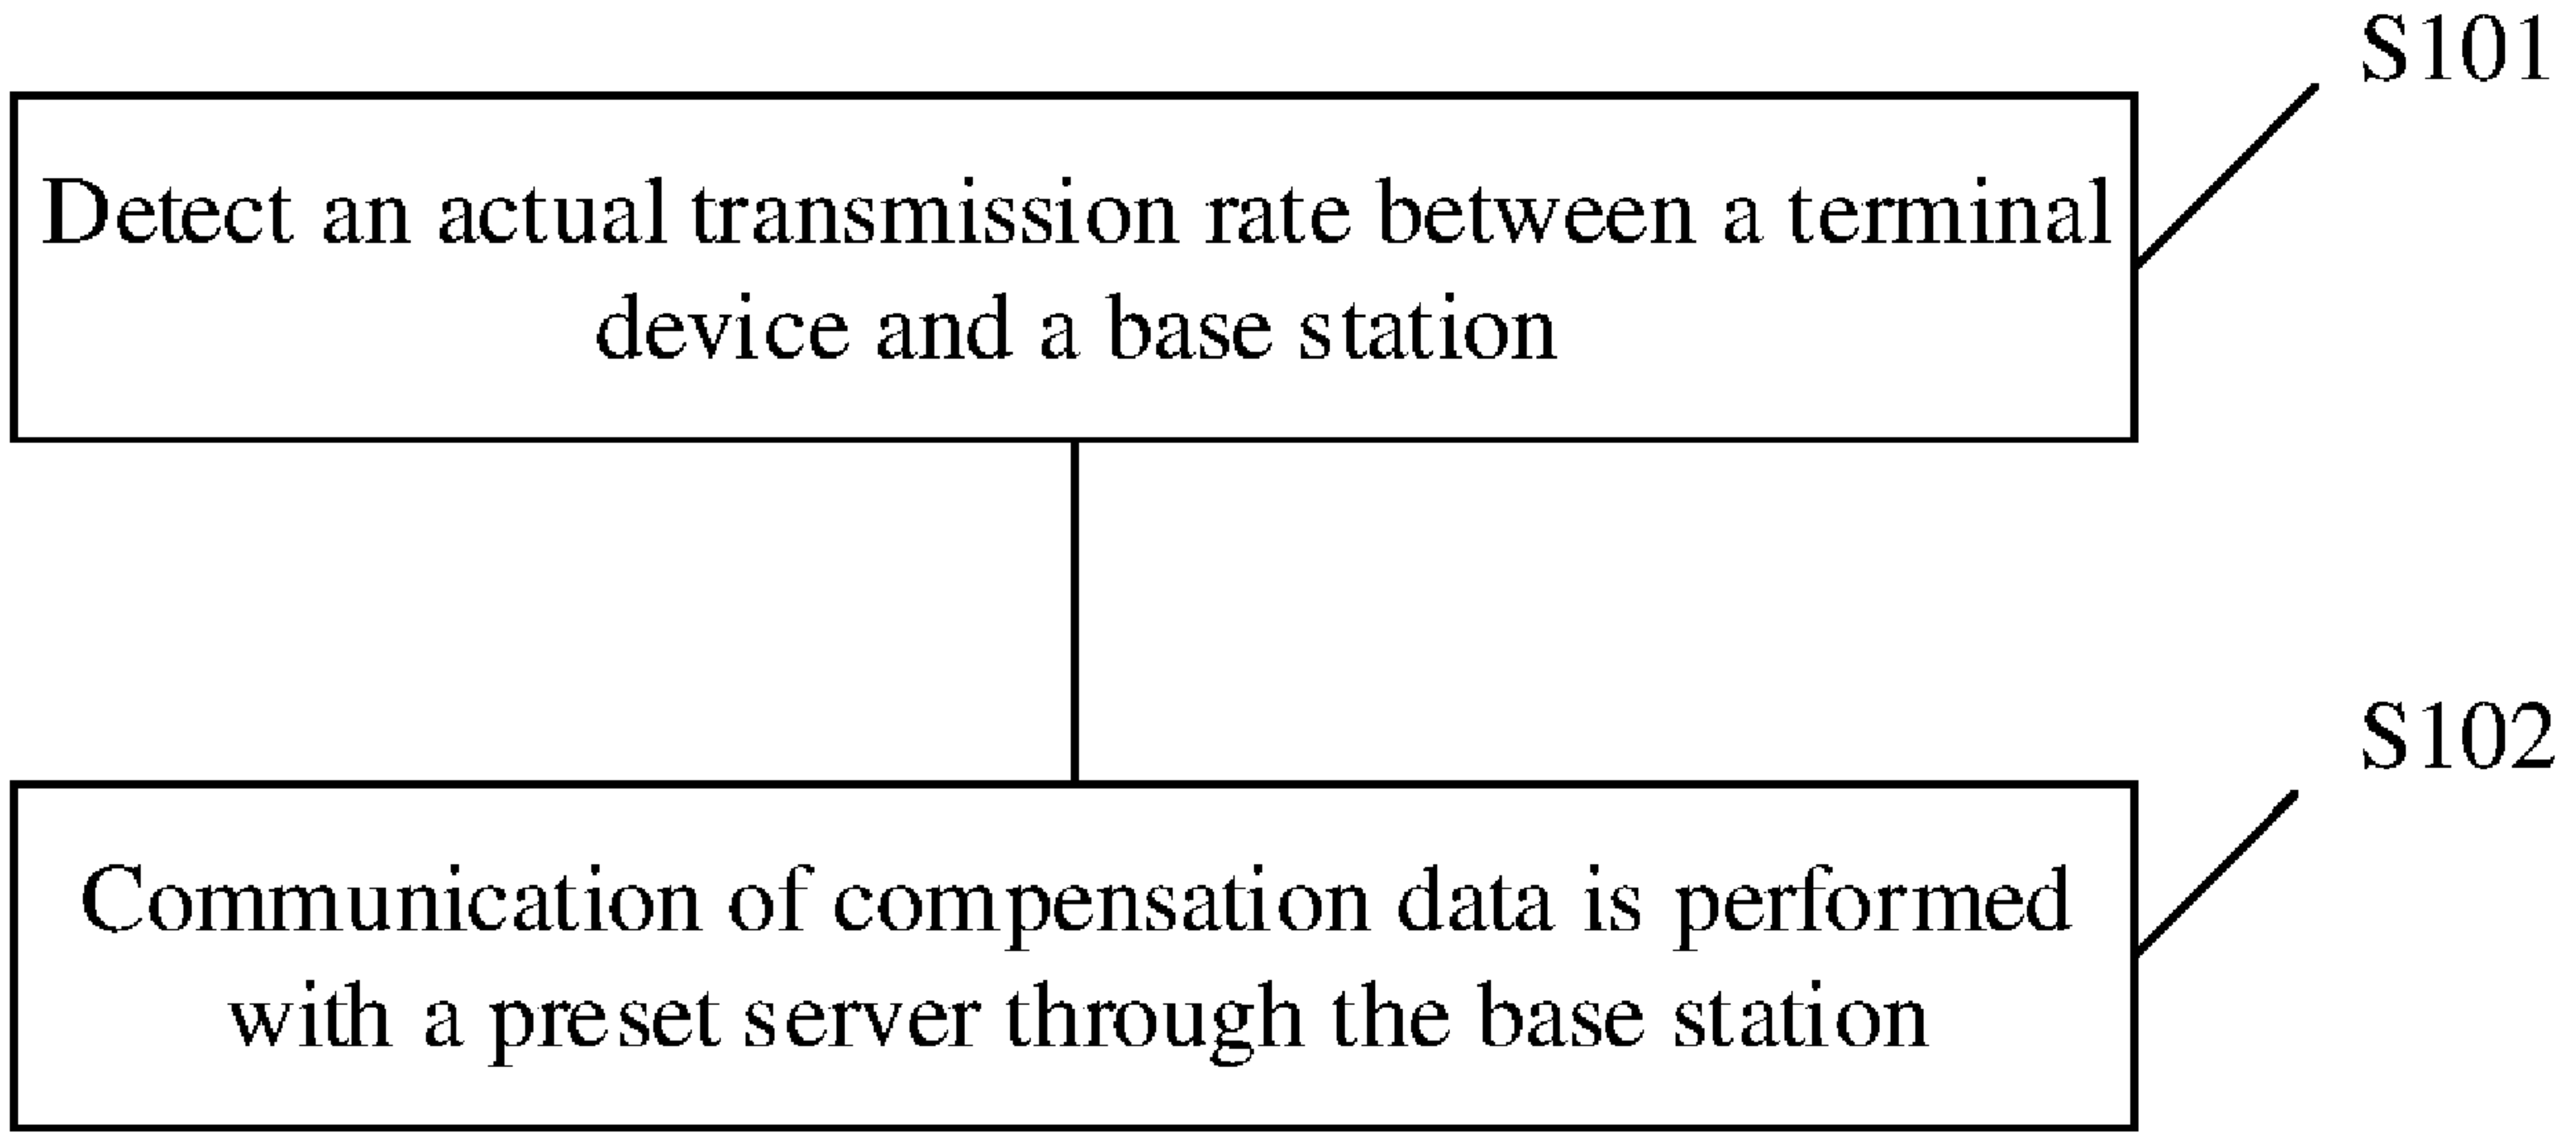 S101
Detect an actual transmission rate between a terminal
device and a base station
S102
Communication of compensation data is performed
with a preset server through the base station